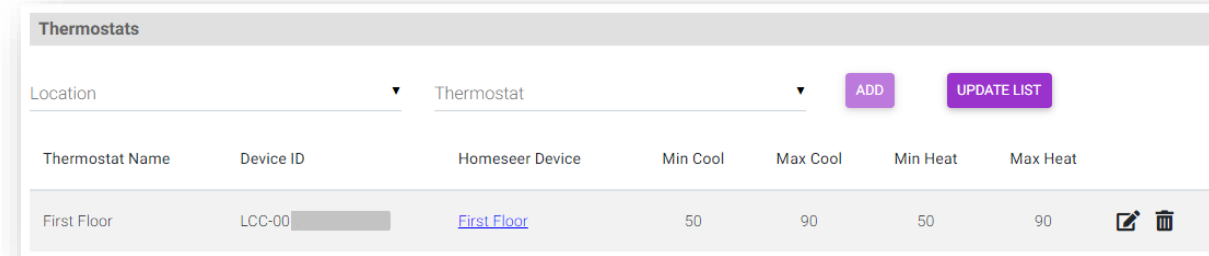 Thermostats
Location Thermostat ADD UPDATE LIST
Thermostat Name Device ID Homeseer Device Min Cool Max Cool Min Heat Max Heat
First Floor LCC-00 First Floor 50 90 50 90